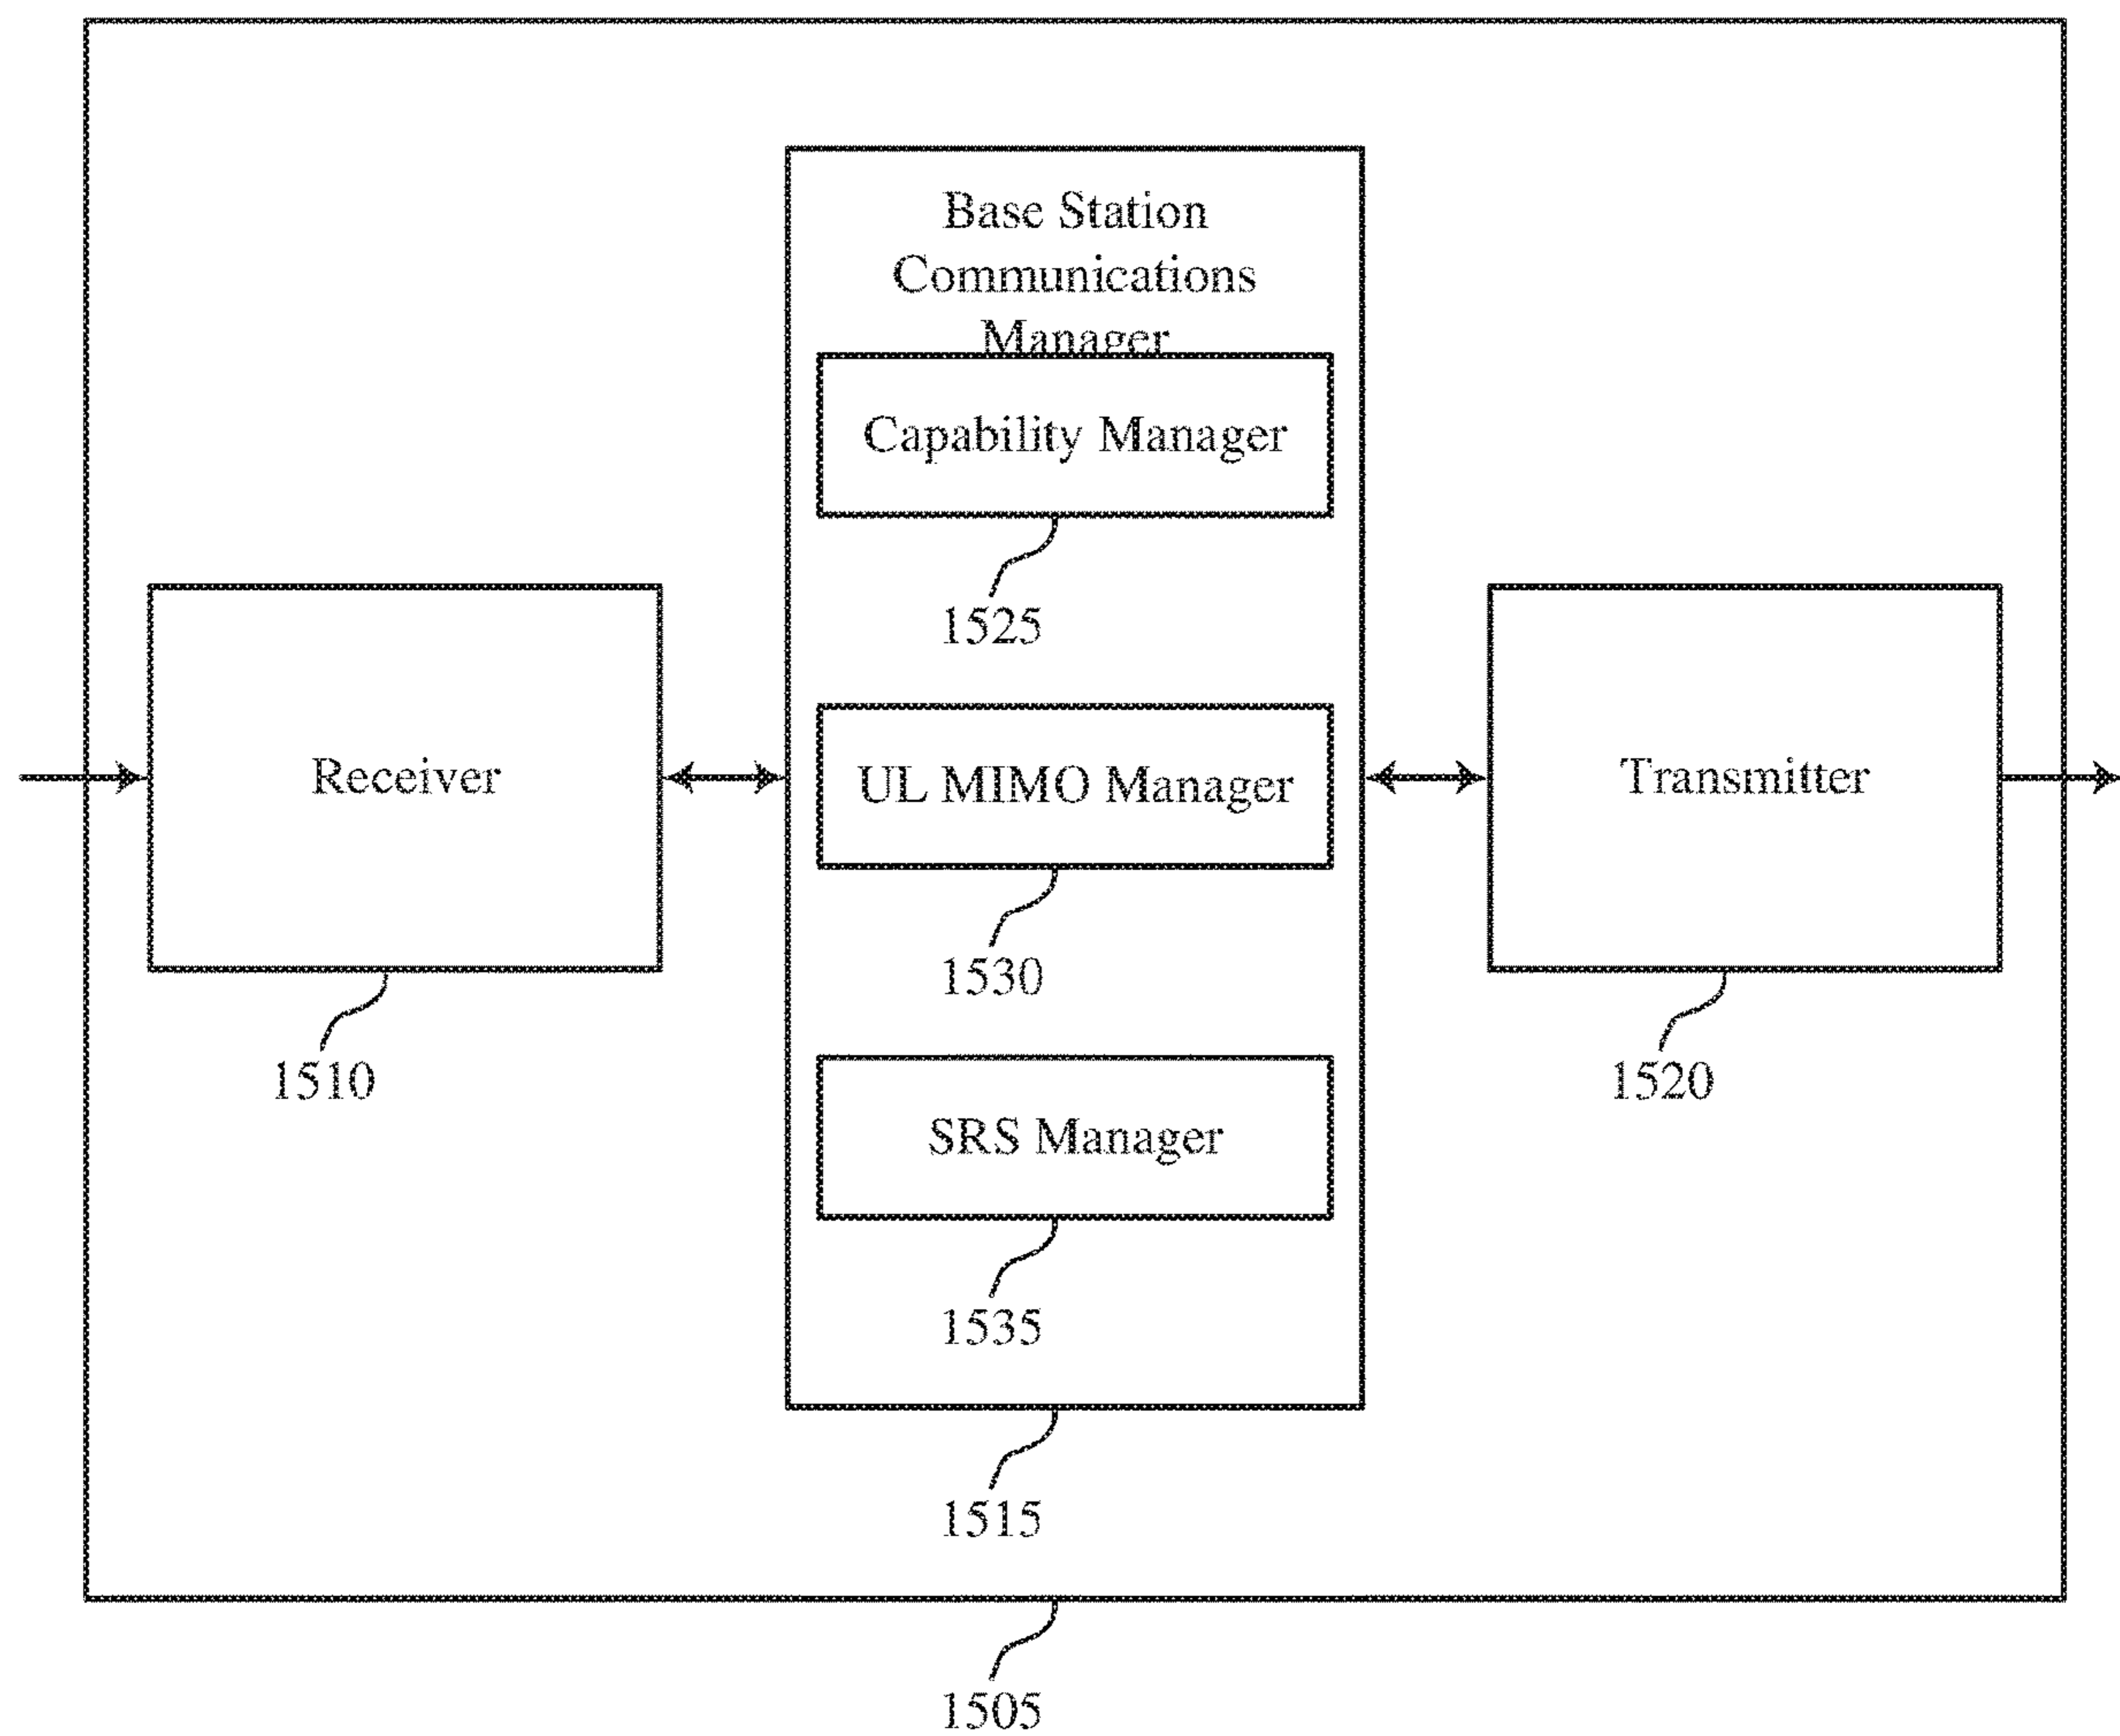 Base Station
Communications
Manager
Capability Manager
1525
Receiver
UL MIMO Manager
Transmitter
1530
1510
1520
SRS Manager
1535
1515
1505